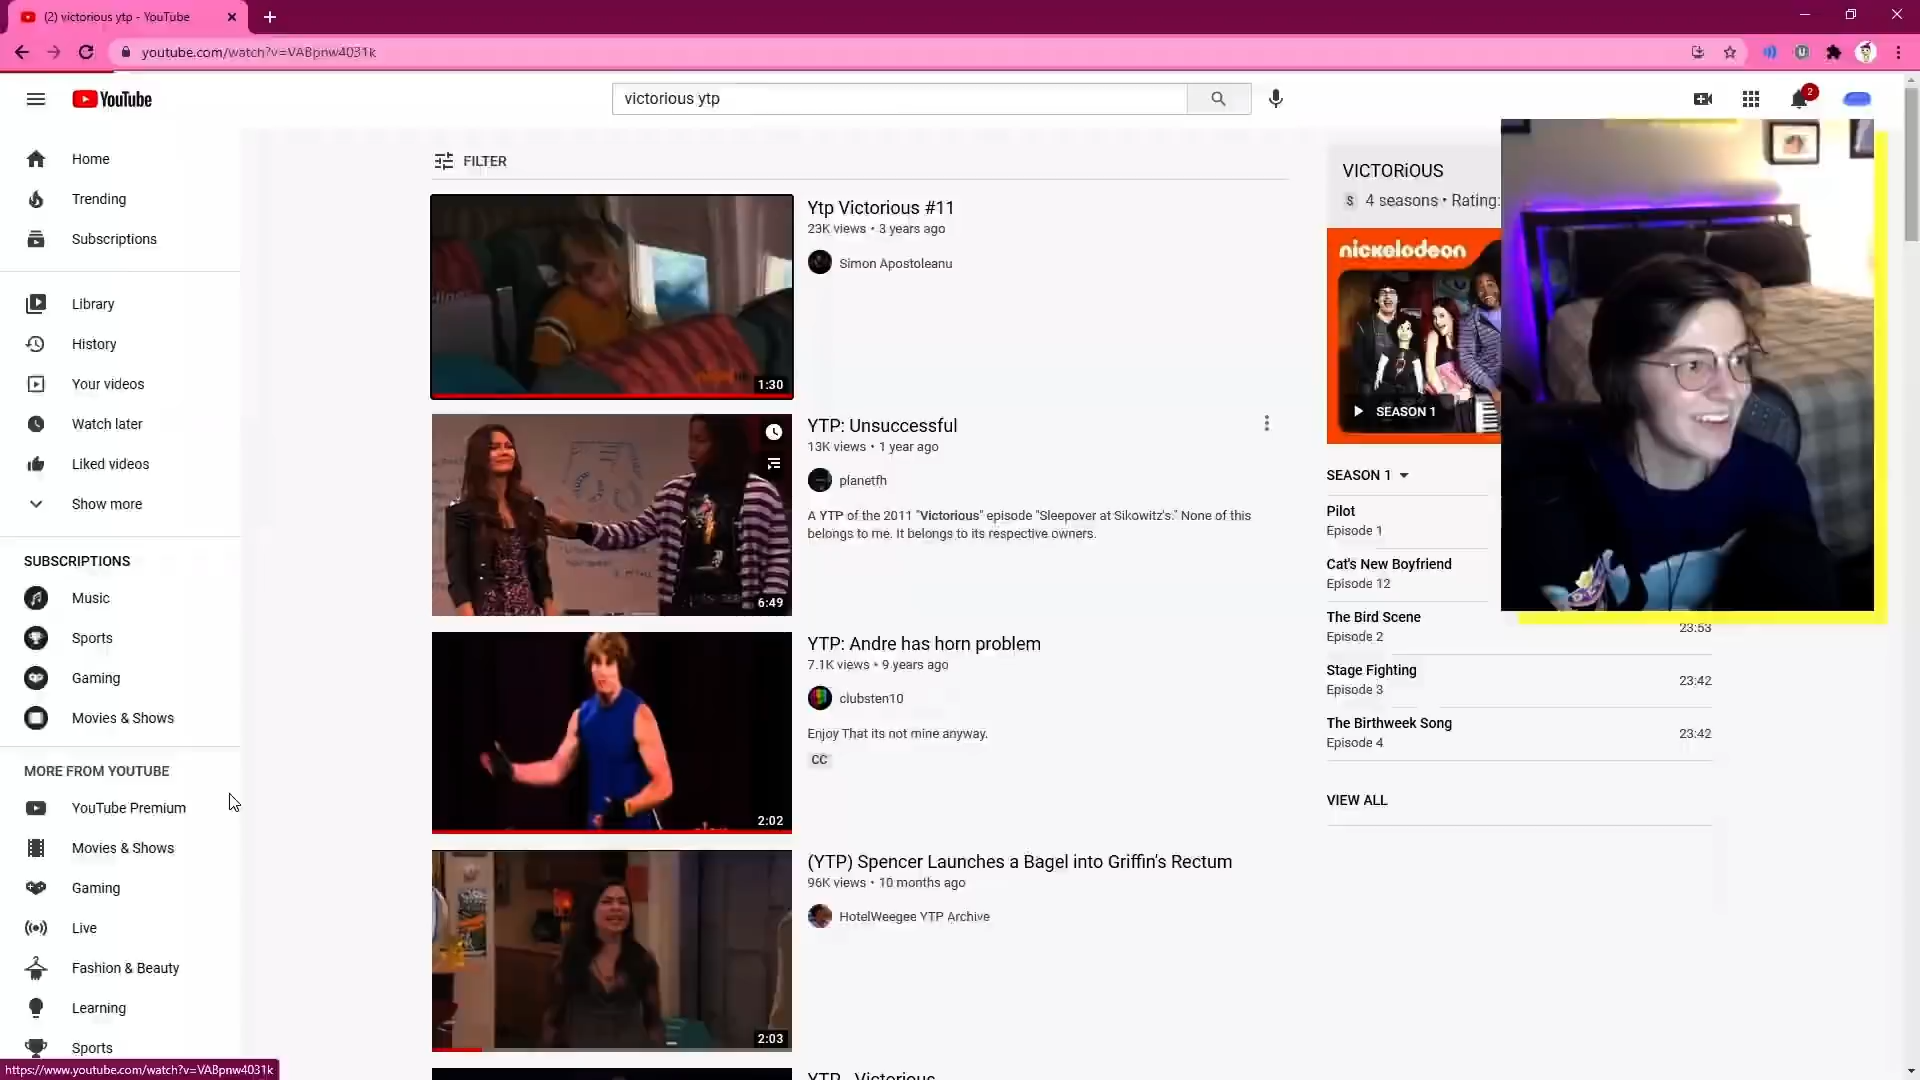 (2) victorious ytp - YouTube
youtube.com/watch?v=VABpnw4031k
YouTube
victorious ytp
2
Home
Trending
Subscriptions
Library
History
Your videos
Watch later
Liked videos
Show more
SUBSCRIPTIONS
Music
Sports
Gaming
Movies & Shows
MORE FROM YOUTUBE
YouTube Premium
Movies & Shows
Gaming
Live
Fashion & Beauty
Learning
Sports
https://www.youtube.com/watch?v=VABpnw4031k
FILTER
1:30
Ytp Victorious #11
23K views • 3 years ago
Simon Apostoleanu
6:49
YTP: Unsuccessful
13K views • 1 year ago
planetfh
A YTP of the 2011 "Victorious" episode "Sleepover at Sikowitz's." None of this
belongs to me. It belongs to its respective owners.
2:02
YTP: Andre has horn problem
7.1K views • 9 years ago
clubsten10
Enjoy That its not mine anyway.
CC
2:03
(YTP) Spencer Launches a Bagel into Griffin's Rectum
96K views • 10 months ago
HotelWeegee YTP Archive
YTP - Victorious
VICTORiOUS
S 4 seasons • Rating:
nickelodeon
SEASON 1
SEASON 1
Pilot
Episode 1
Cat's New Boyfriend
Episode 12
The Bird Scene
Episode 2
23:53
Stage Fighting
Episode 3
23:42
The Birthweek Song
Episode 4
23:42
VIEW ALL